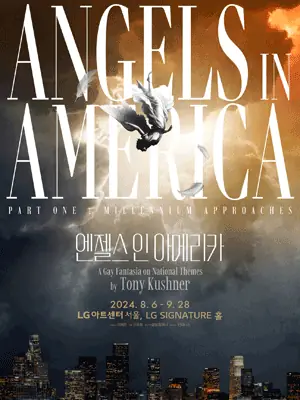 ANGELS IN
AMERICA
PART ONE : MILLENNIUM APPROACHES
엔젤스 인 아메리카
A Gay Fantasia on National Themes
by Tony Kushner
2024. 8. 6 - 9. 28
LG아트센터 서울, LG SIGNATURE 홀